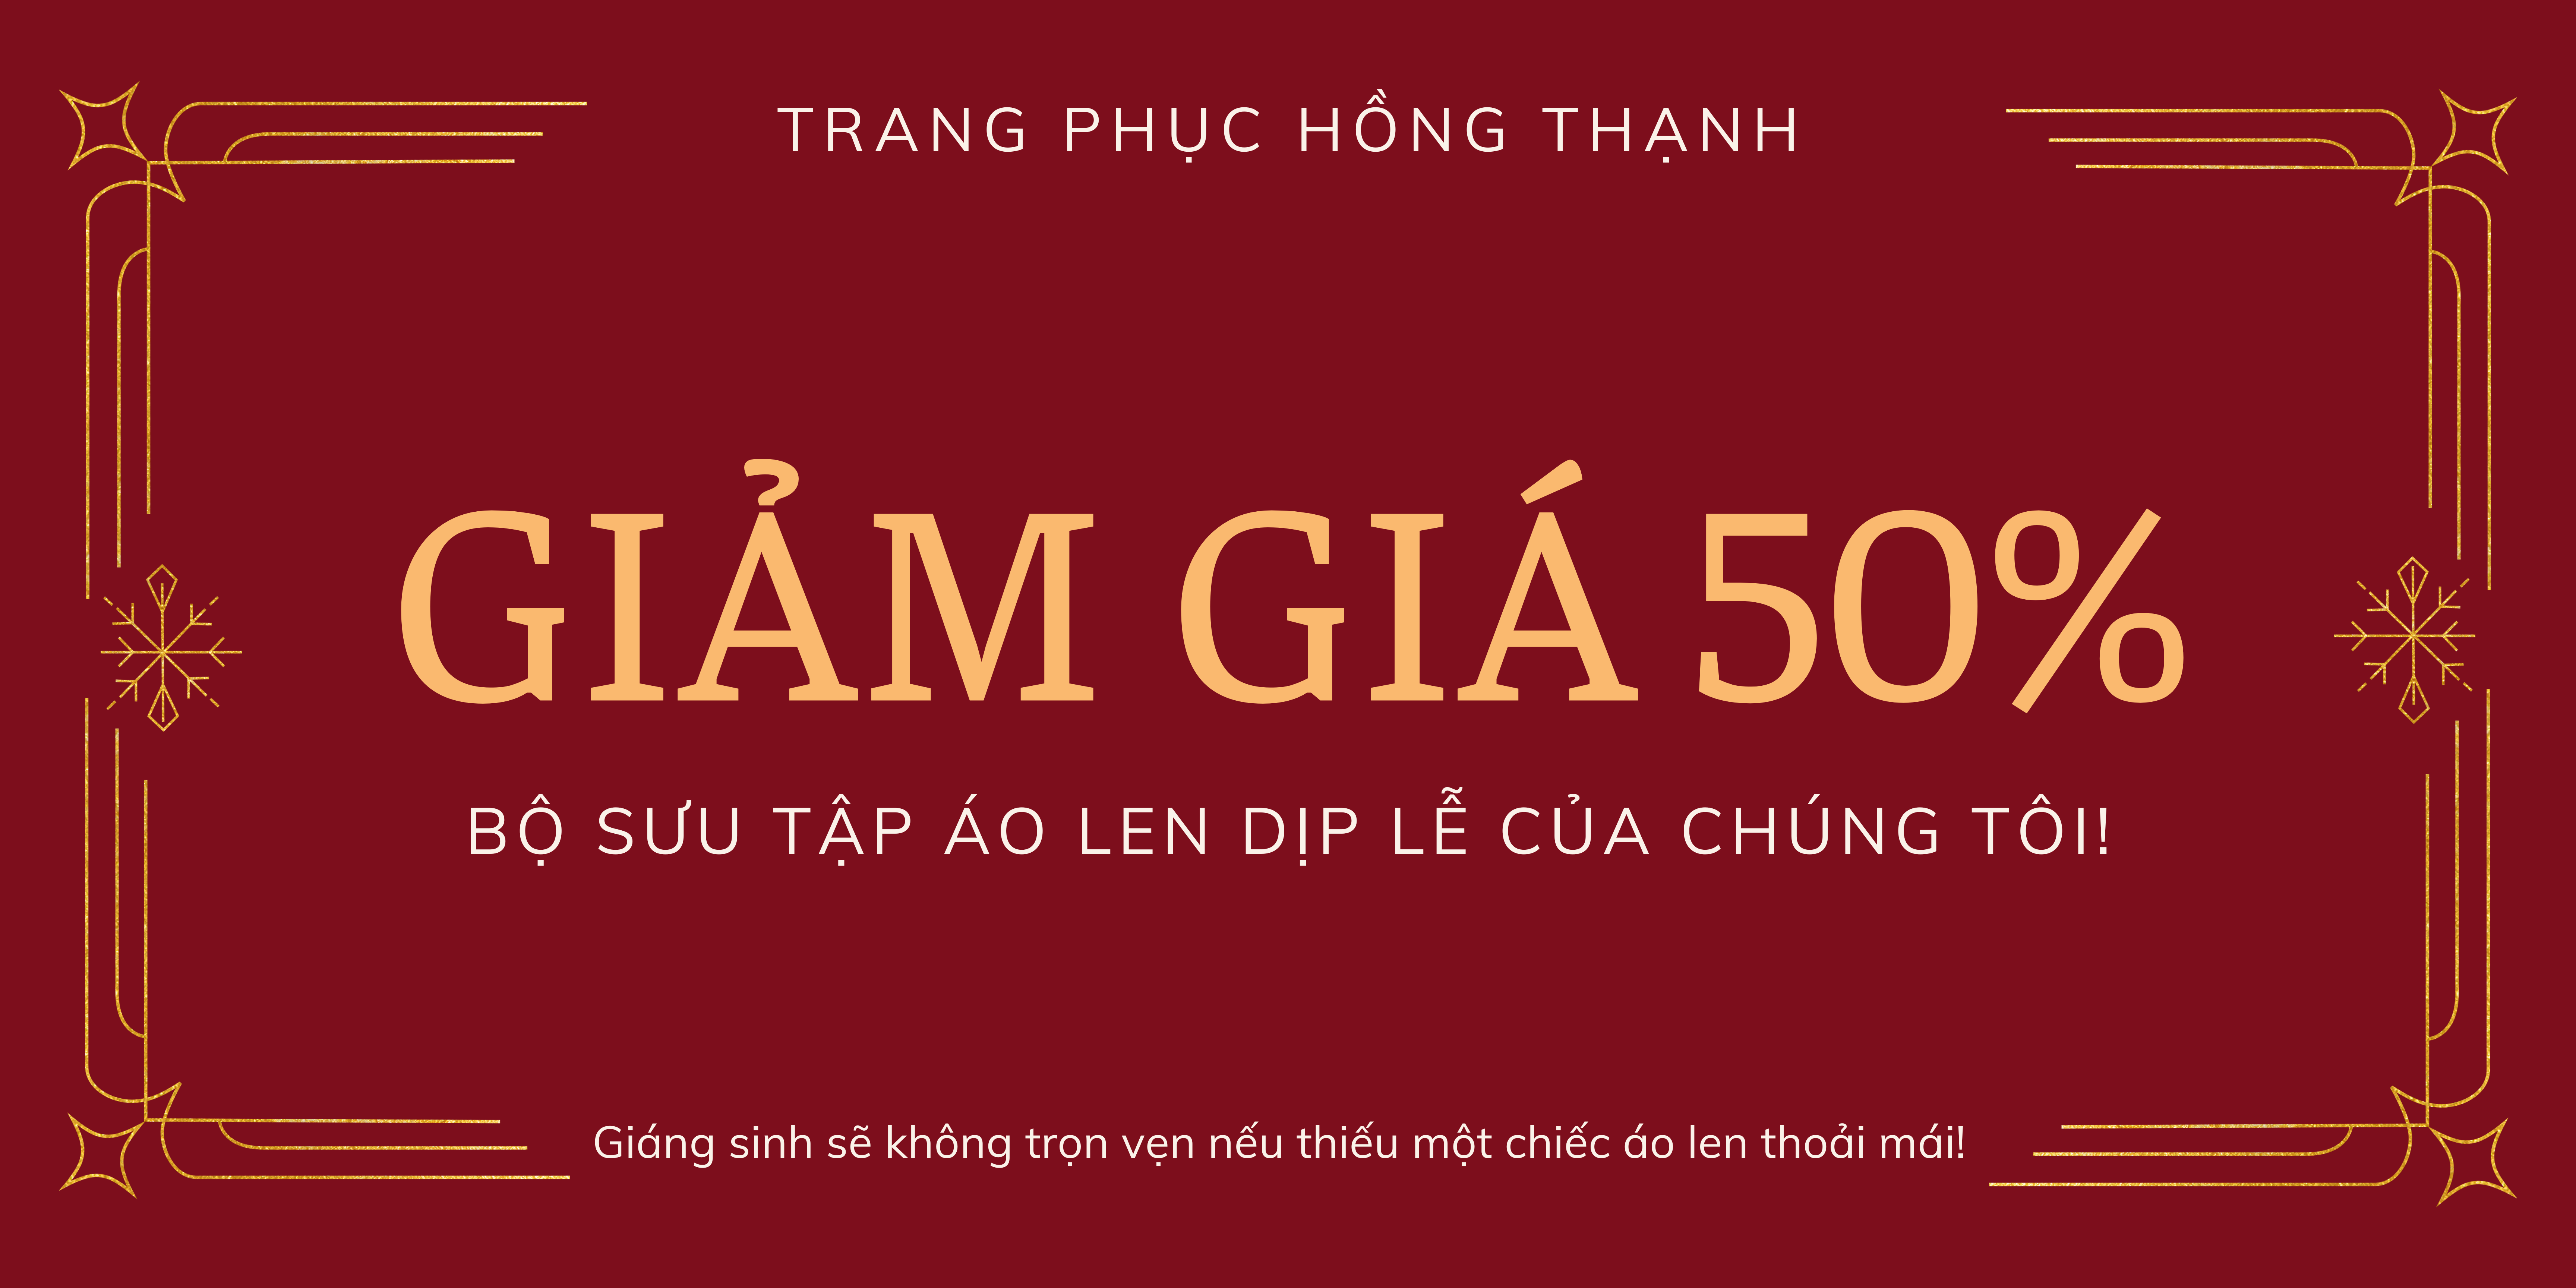 TRANG PHỤC HỒNG THẠNH
GIẢM GIÁ 50%
BỘ SƯU TẬP ÁO LEN DỊP LỄ CỦA CHÚNG TÔI!
Giáng sinh sẽ không trọn vẹn nếu thiếu một chiếc áo len thoải mái!